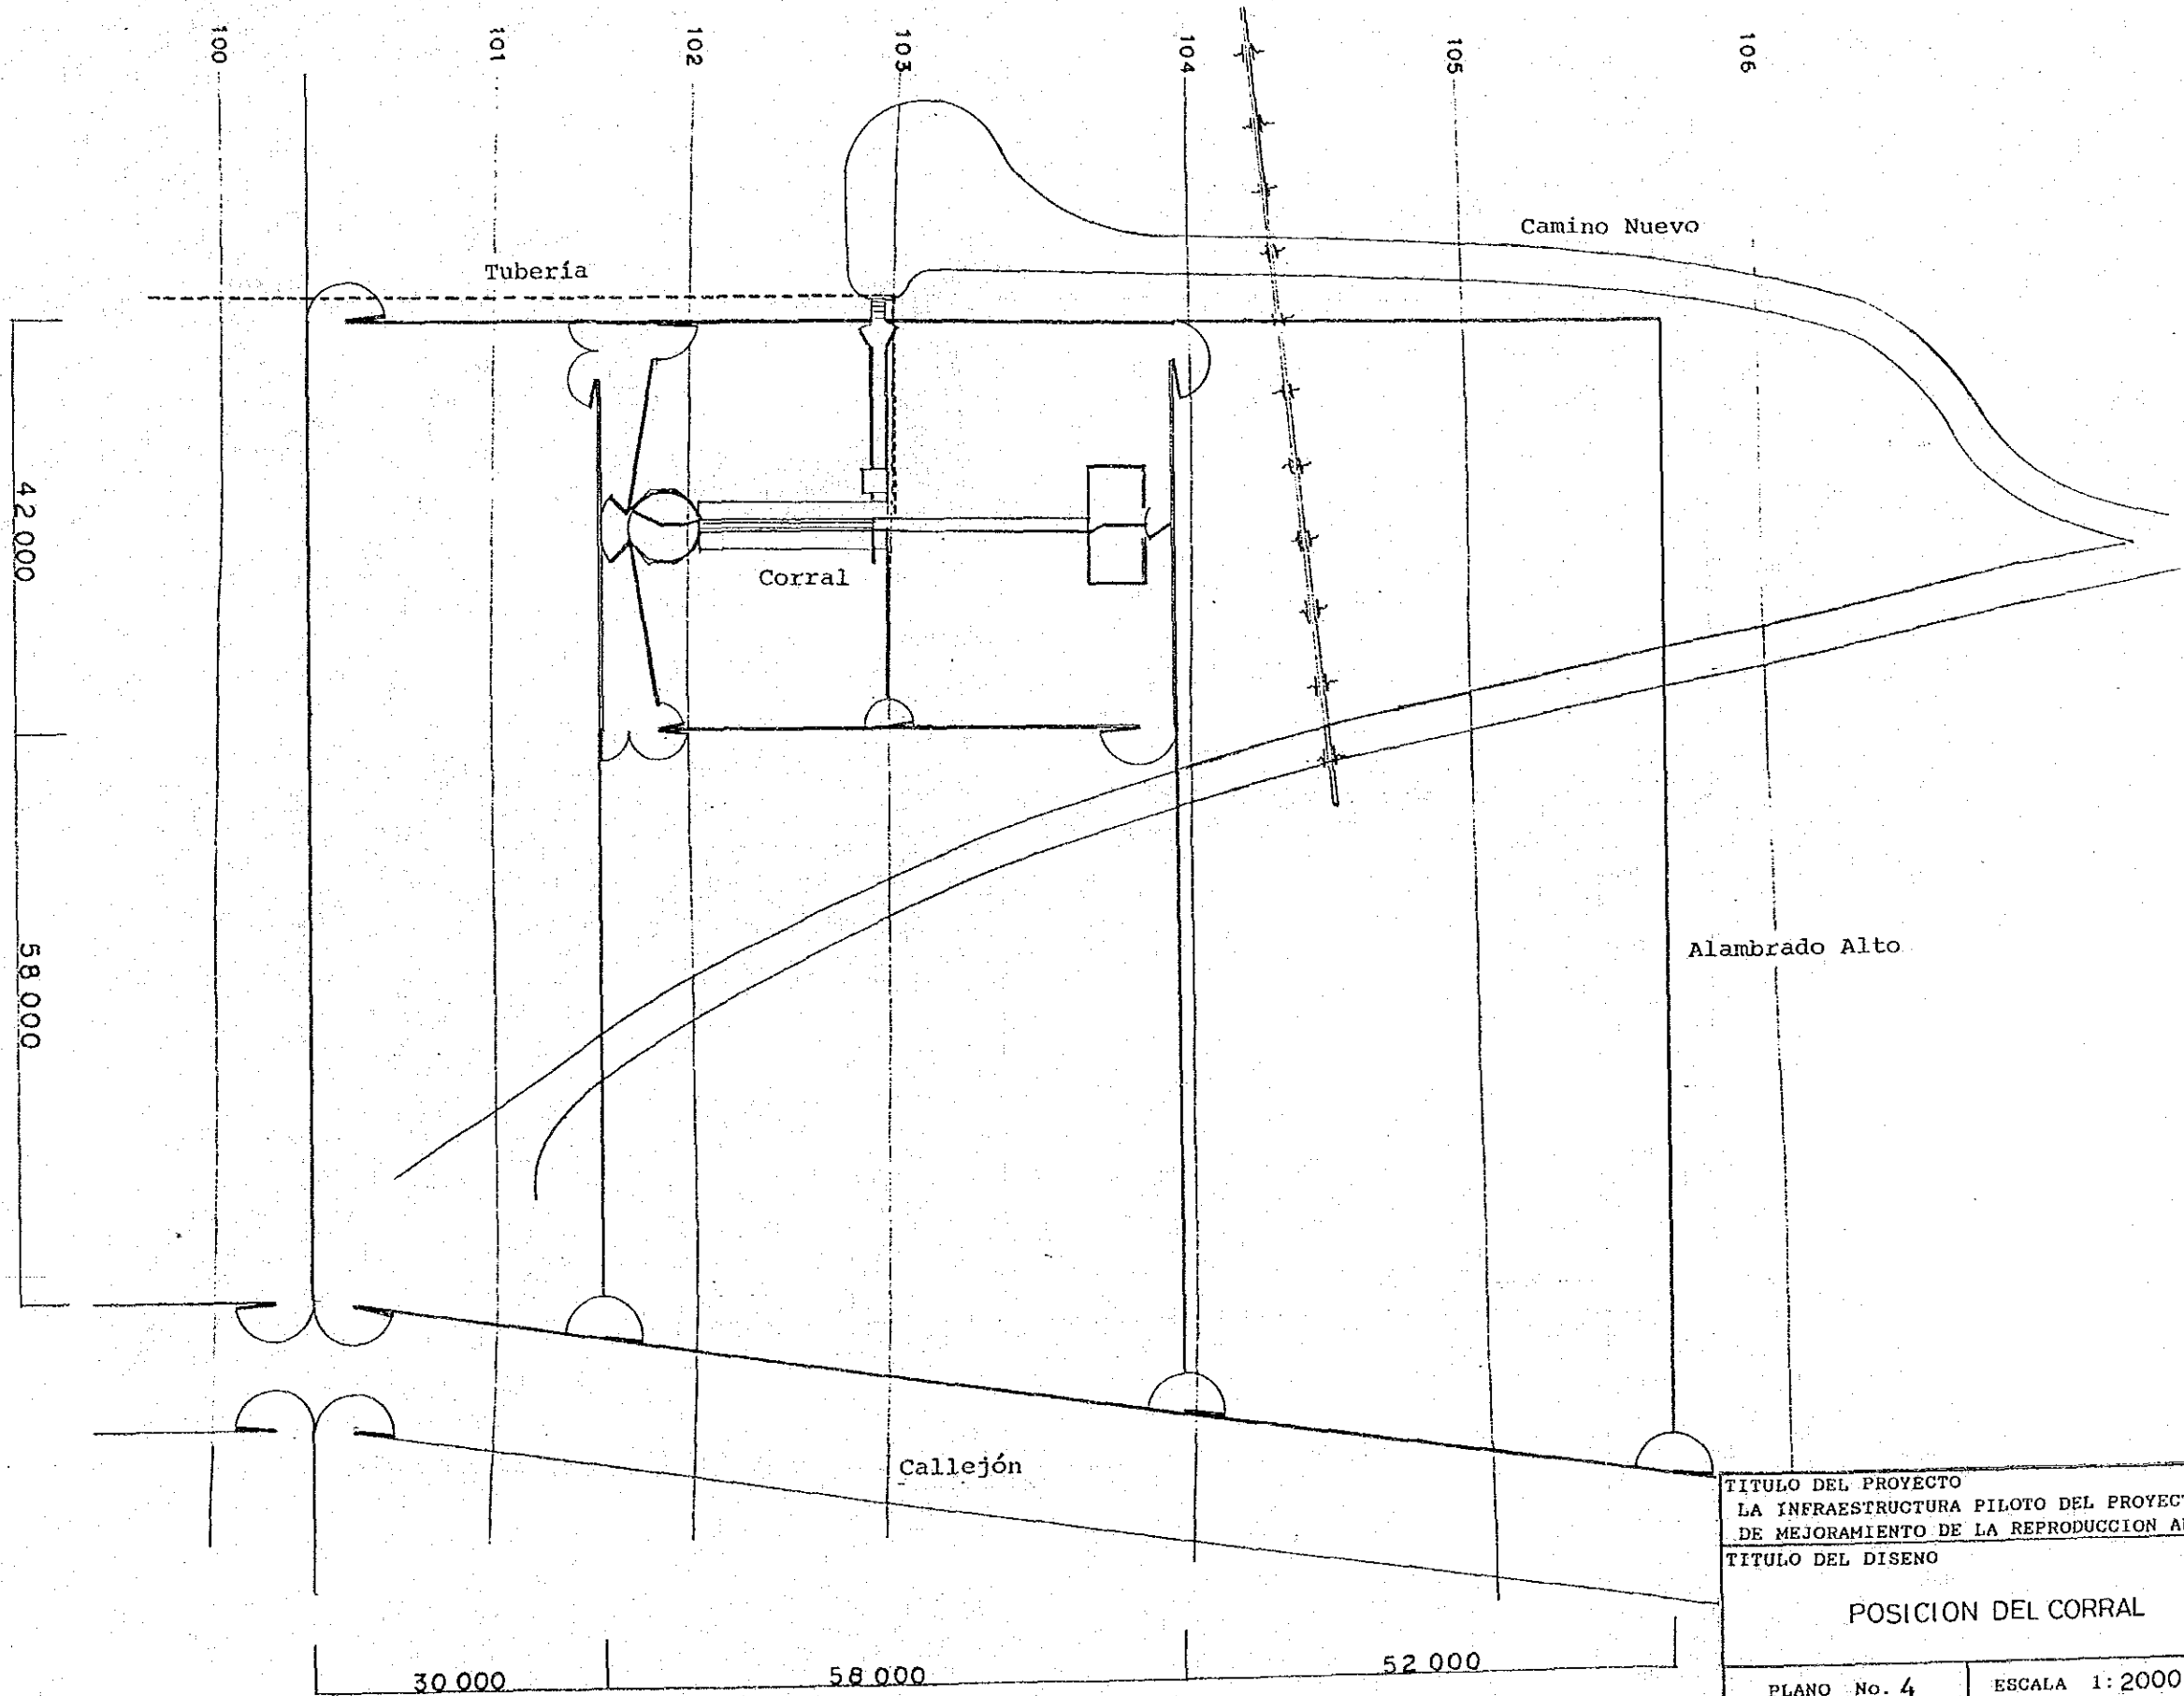 100
101
102
103
104
105
106
Camino Nuevo
Tubería
42 000
Corral
58 000
Alambrado Alto
Callejón
TITULO DEL PROYECTO
LA INFRAESTRUCTURA PILOTO DEL PROYEC
DE MEJORAMIENTO DE LA REPRODUCCION A
TITULO DEL DISENO
POSICION DEL CORRAL
30 000
58 000
52 000
PLANO No. 4
ESCALA 1:2000